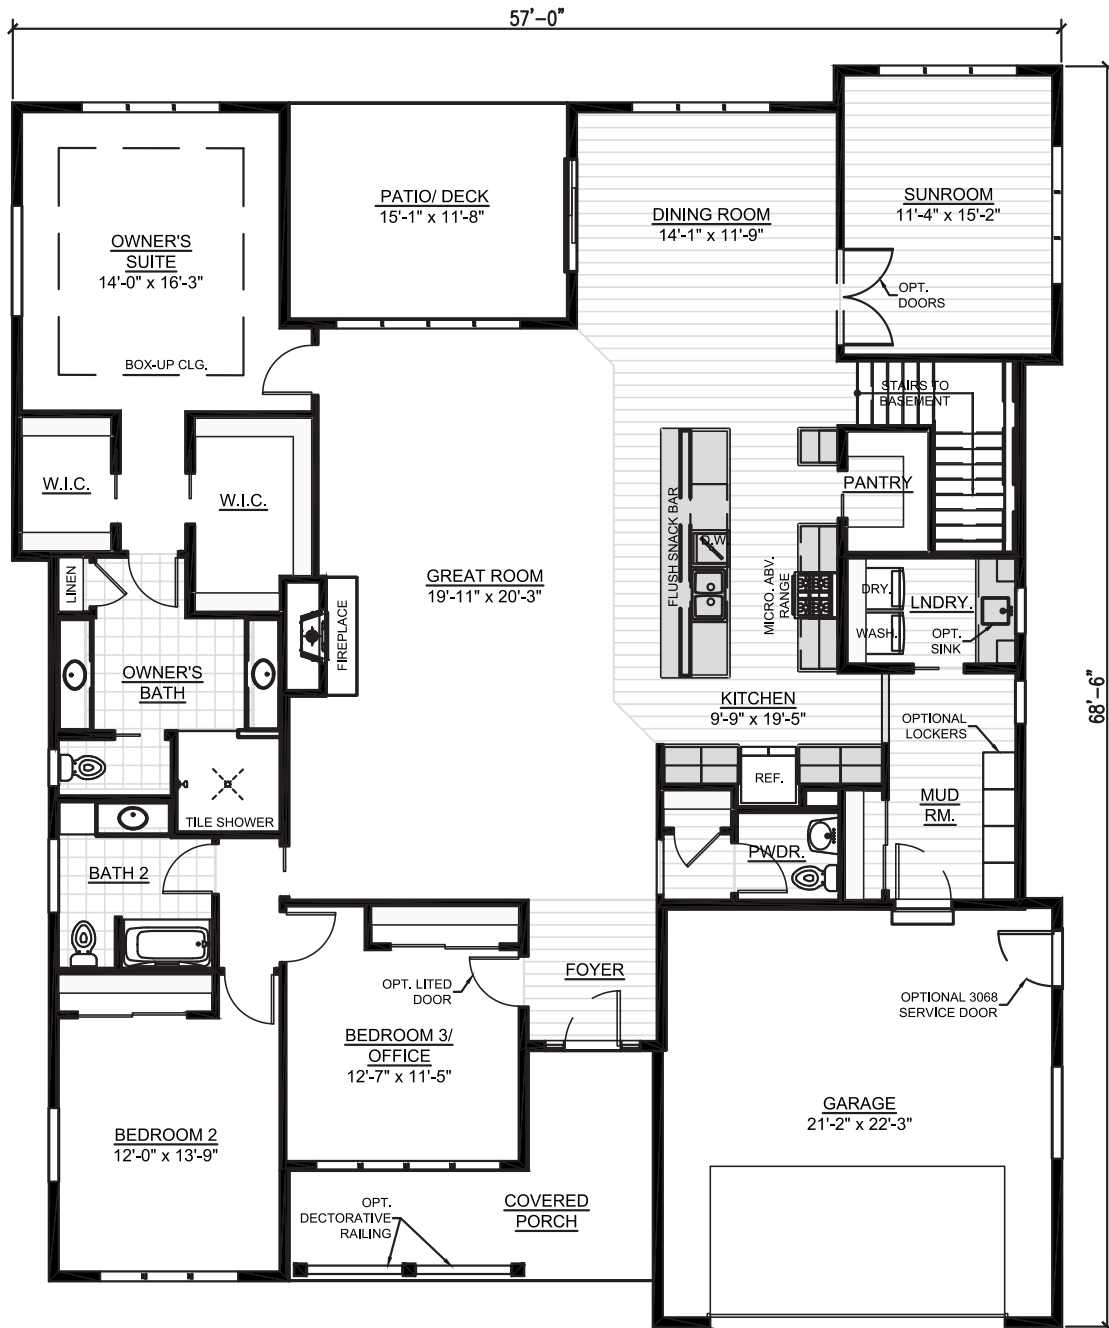 57'-0"
PATIO/ DECK
15'-1" x 11'-8"
SUNROOM
11'-4" x 15'-2"
DINING ROOM
14'-1" x 11'-9"
OWNER'S
SUITE
14'-0" x 16'-3"
OPT.
DOORS
BOX-UP CLG.
STAIRS TO
BASEMENT
W.I.C.
W.I.C.
PANTRY
FLUSH SNACK BAR
D.W.
MICRO. ABV.
RANGE
LINEN
GREAT ROOM
19'-11" x 20'-3"
FIREPLACE
DRY.
LNDRY.
WASH.
OPT.
SINK
OWNER'S
BATH
KITCHEN
9'-9" x 19'-5"
68'-6"
OPTIONAL
LOCKERS
REF.
MUD
RM.
TILE SHOWER
PWDR.
BATH 2
FOYER
OPT. LITED
DOOR
OPTIONAL 3068
SERVICE DOOR
BEDROOM 3/
OFFICE
12'-7" x 11'-5"
GARAGE
21'-2" x 22'-3"
BEDROOM 2
12'-0" x 13'-9"
OPT.
DECTORATIVE
RAILING
COVERED
PORCH